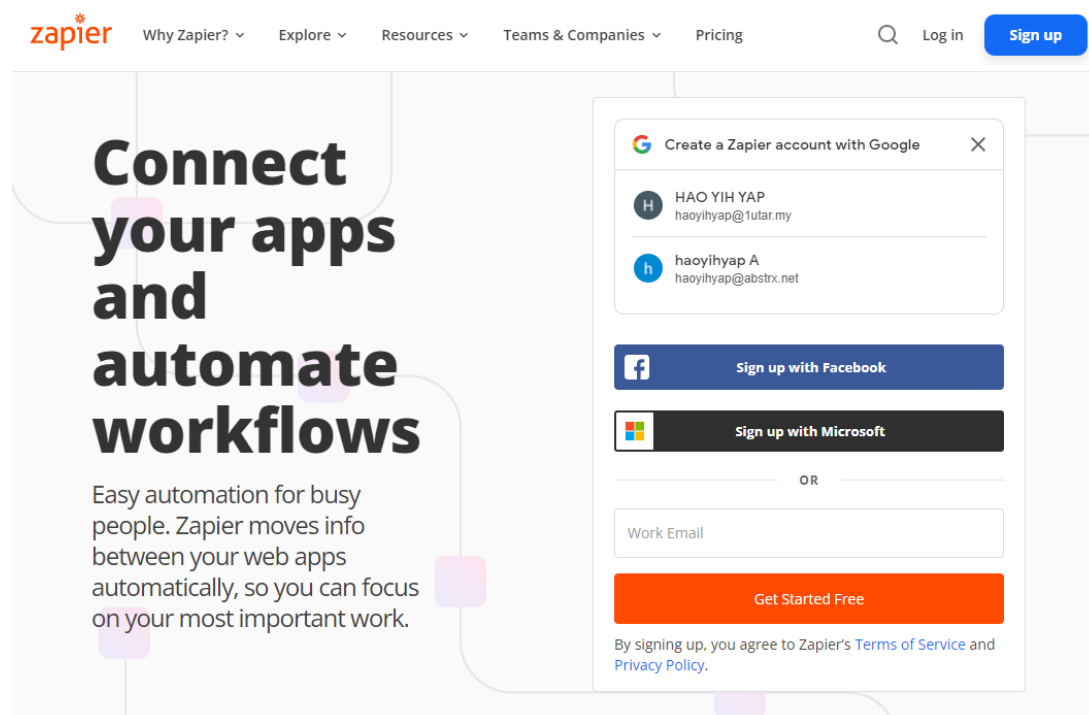 zapier
Why Zapier?
Explore
Resources
Teams & Companies
Pricing
Log in
Sign up
Connect
your apps
and
automate
workflows
Easy automation for busy
people. Zapier moves info
between your web apps
automatically, so you can focus
on your most important work.
Create a Zapier account with Google
H
HAO YIH YAP
haoyihyap@1utar.my
h
haoyihyap A
haoyihyap@abstrx.net
Sign up with Facebook
Sign up with Microsoft
OR
Work Email
Get Started Free
By signing up, you agree to Zapier's Terms of Service and
Privacy Policy.